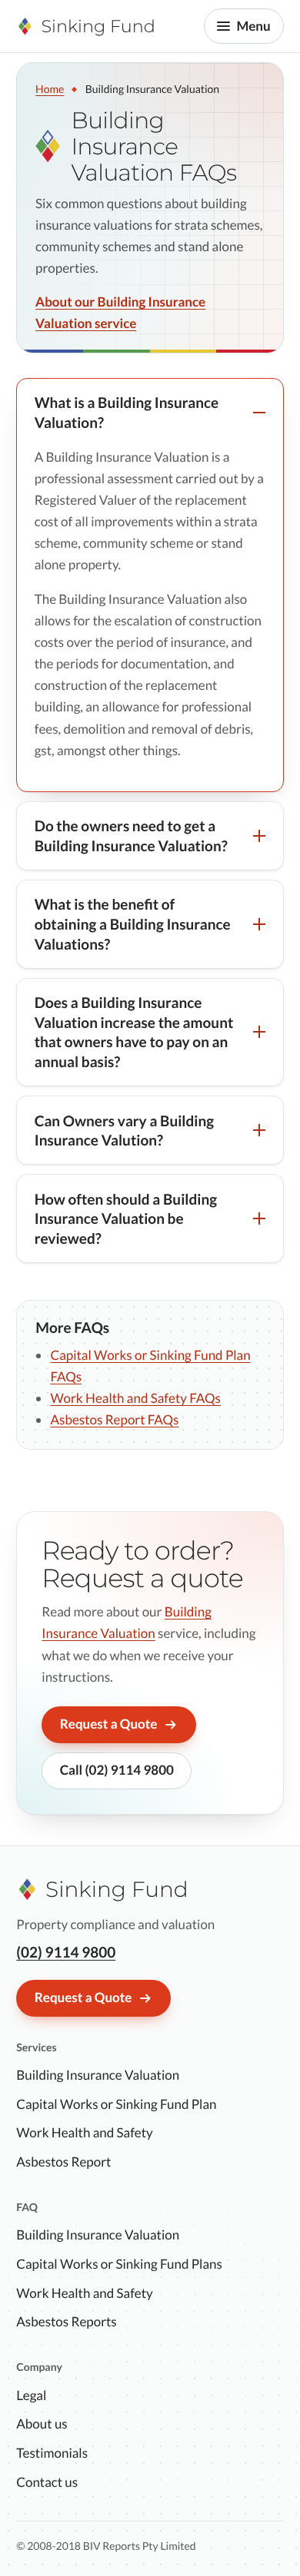 Sinking Fund
Menu
Home
Building Insurance Valuation
Building
Insurance
Valuation FAQs
Six common questions about building
insurance valuations for strata schemes,
community schemes and stand alone
properties.
About our Building Insurance
Valuation service
What is a Building Insurance
Valuation?
A Building Insurance Valuation is a
professional assessment carried out by a
Registered Valuer of the replacement
cost of all improvements within a strata
scheme, community scheme or stand
alone property.
The Building Insurance Valuation also
allows for the escalation of construction
costs over the period of insurance, and
the periods for documentation, and
construction of the replacement
building, an allowance for professional
fees, demolition and removal of debris,
gst, amongst other things.
Do the owners need to get a
Building Insurance Valuation?
What is the benefit of
obtaining a Building Insurance
Valuations?
Does a Building Insurance
Valuation increase the amount
that owners have to pay on an
annual basis?
Can Owners vary a Building
Insurance Valution?
How often should a Building
Insurance Valuation be
reviewed?
More FAQs
Capital Works or Sinking Fund Plan
FAQs
Work Health and Safety FAQs
Asbestos Report FAQs
Ready to order?
Request a quote
Read more about our Building
Insurance Valuation service, including
what we do when we receive your
instructions.
Request a Quote →
Call (02) 9114 9800
Sinking Fund
Property compliance and valuation
(02) 9114 9800
Request a Quote →
Services
Building Insurance Valuation
Capital Works or Sinking Fund Plan
Work Health and Safety
Asbestos Report
FAQ
Building Insurance Valuation
Capital Works or Sinking Fund Plans
Work Health and Safety
Asbestos Reports
Company
Legal
About us
Testimonials
Contact us
© 2008-2018 BIV Reports Pty Limited